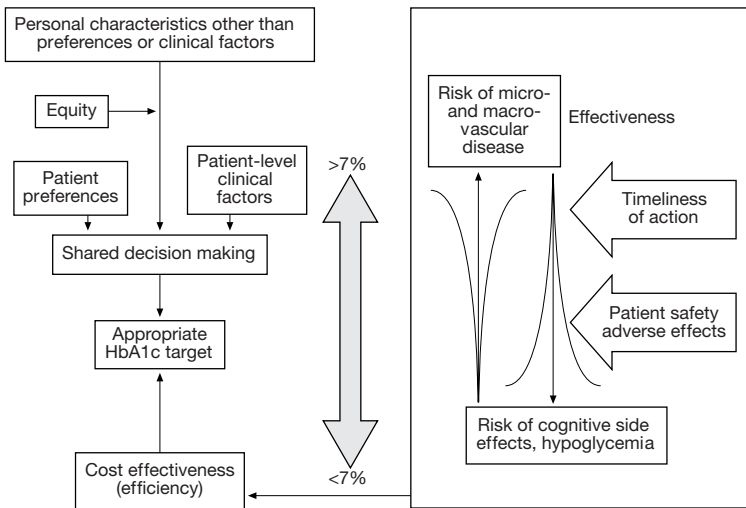 Personal characteristics other than
preferences or clinical factors
Equity
Patient
preferences
Patient-level
clinical
factors
Shared decision making
Appropriate
HbA1c target
Cost effectiveness
(efficiency)
>7%
<7%
Risk of micro-
and macro-
vascular
disease
Effectiveness
Timeliness
of action
Patient safety
adverse effects
Risk of cognitive side
effects, hypoglycemia